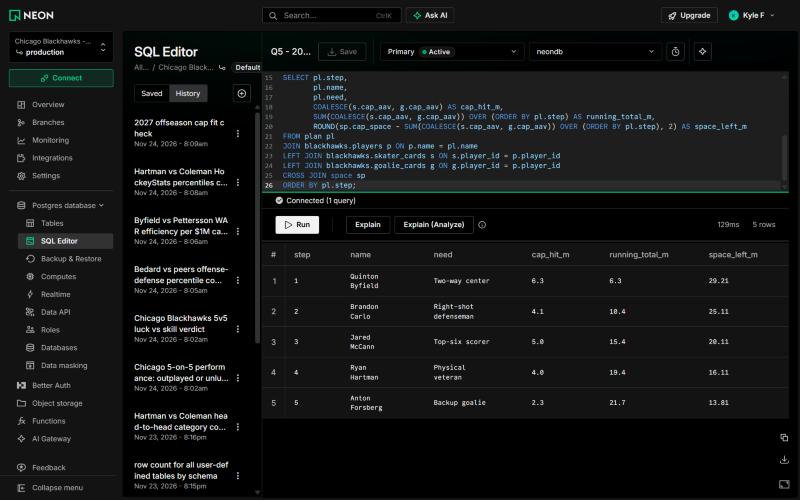 NEON
Search...
CtrlK
Ask AI
Upgrade
Kyle F
Chicago Blackhawks -...
production
Connect
Overview
Branches
Monitoring
Integrations
Settings
Postgres database
Tables
SQL Editor
Backup & Restore
Computes
Realtime
Data API
Roles
Databases
Data masking
Better Auth
Object storage
Functions
AI Gateway
Feedback
Collapse menu
SQL Editor
All... / Chicago Black...
Default
Saved
History
2027 offseason cap fit c
heck
Nov 24, 2026 - 8:09am
Hartman vs Coleman Ho
ckeyStats percentiles c...
Nov 24, 2026 - 8:08am
Byfield vs Pettersson WA
R efficiency per $1M ca...
Nov 24, 2026 - 8:06am
Bedard vs peers offense-
defense percentile co...
Nov 24, 2026 - 8:05am
Chicago Blackhawks 5v5
luck vs skill verdict
Nov 24, 2026 - 8:02am
Chicago 5-on-5 perform
ance: outplayed or unlu...
Nov 24, 2026 - 8:02am
Hartman vs Coleman hea
d-to-head category co...
Nov 23, 2026 - 8:16pm
row count for all user-def
ined tables by schema
Nov 23, 2026 - 8:15pm
Q5 - 20...
Save
Primary
Active
neondb
15 SELECT pl.step,
16 pl.name,
17 pl.need,
18 COALESCE(s.cap_aav, g.cap_aav) AS cap_hit_m,
19 SUM(COALESCE(s.cap_aav, g.cap_aav)) OVER (ORDER BY pl.step) AS running_total_m,
20 ROUND(sp.cap_space - SUM(COALESCE(s.cap_aav, g.cap_aav)) OVER (ORDER BY pl.step), 2) AS space_left_m
21 FROM plan pl
22 JOIN blackhawks.players p ON p.name = pl.name
23 LEFT JOIN blackhawks.skater_cards s ON s.player_id = p.player_id
24 LEFT JOIN blackhawks.goalie_cards g ON g.player_id = p.player_id
25 CROSS JOIN space sp
26 ORDER BY pl.step;
Connected (1 query)
Run
Explain
Explain (Analyze)
129ms
5 rows
# step name need cap_hit_m running_total_m space_left_m
1 1 Quinton Byfield Two-way center 6.3 6.3 29.21
2 2 Brandon Carlo Right-shot defenseman 4.1 10.4 25.11
3 3 Jared McCann Top-six scorer 5.0 15.4 20.11
4 4 Ryan Hartman Physical veteran 4.0 19.4 16.11
5 5 Anton Forsberg Backup goalie 2.3 21.7 13.81